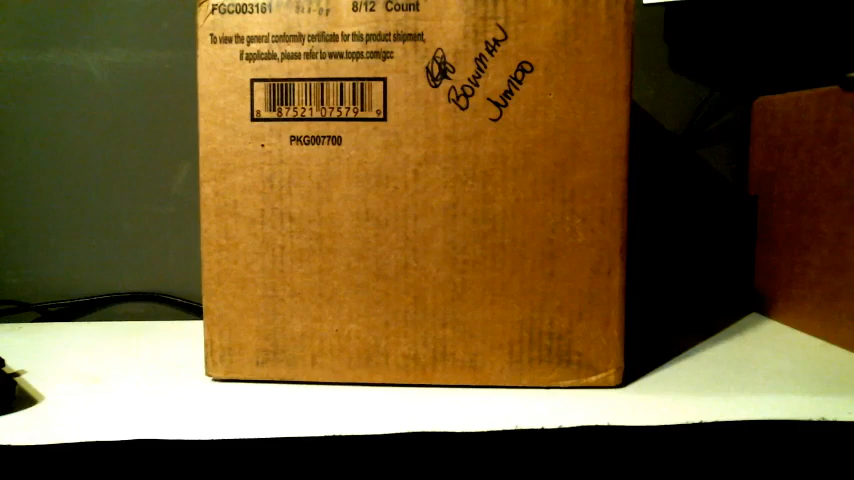 FGC003161 8/12 Count
To view the general conformity certificate for this product shipment,
if applicable, please refer to www.topps.com/gcc
8 87521 07579 9
PKG007700
BOWMAN
JUMBO